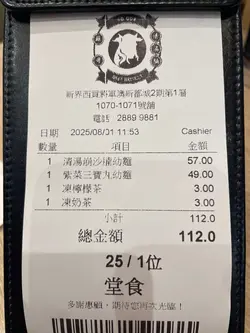 新界西貢將軍澳新都城2期第1層
1070-1071號舖
電話 2889 9881
日期 2025/08/31 11:53 Cashier
數量 項目 金額
1 清湯崩沙腩幼麵 57.00
1 紫菜三寶丸幼麵 49.00
1 凍檸檬茶 3.00
1 凍奶茶 3.00
小計 112.0
總金額 112.0
25 / 1位
堂食
多謝惠顧，期待您再次光臨！